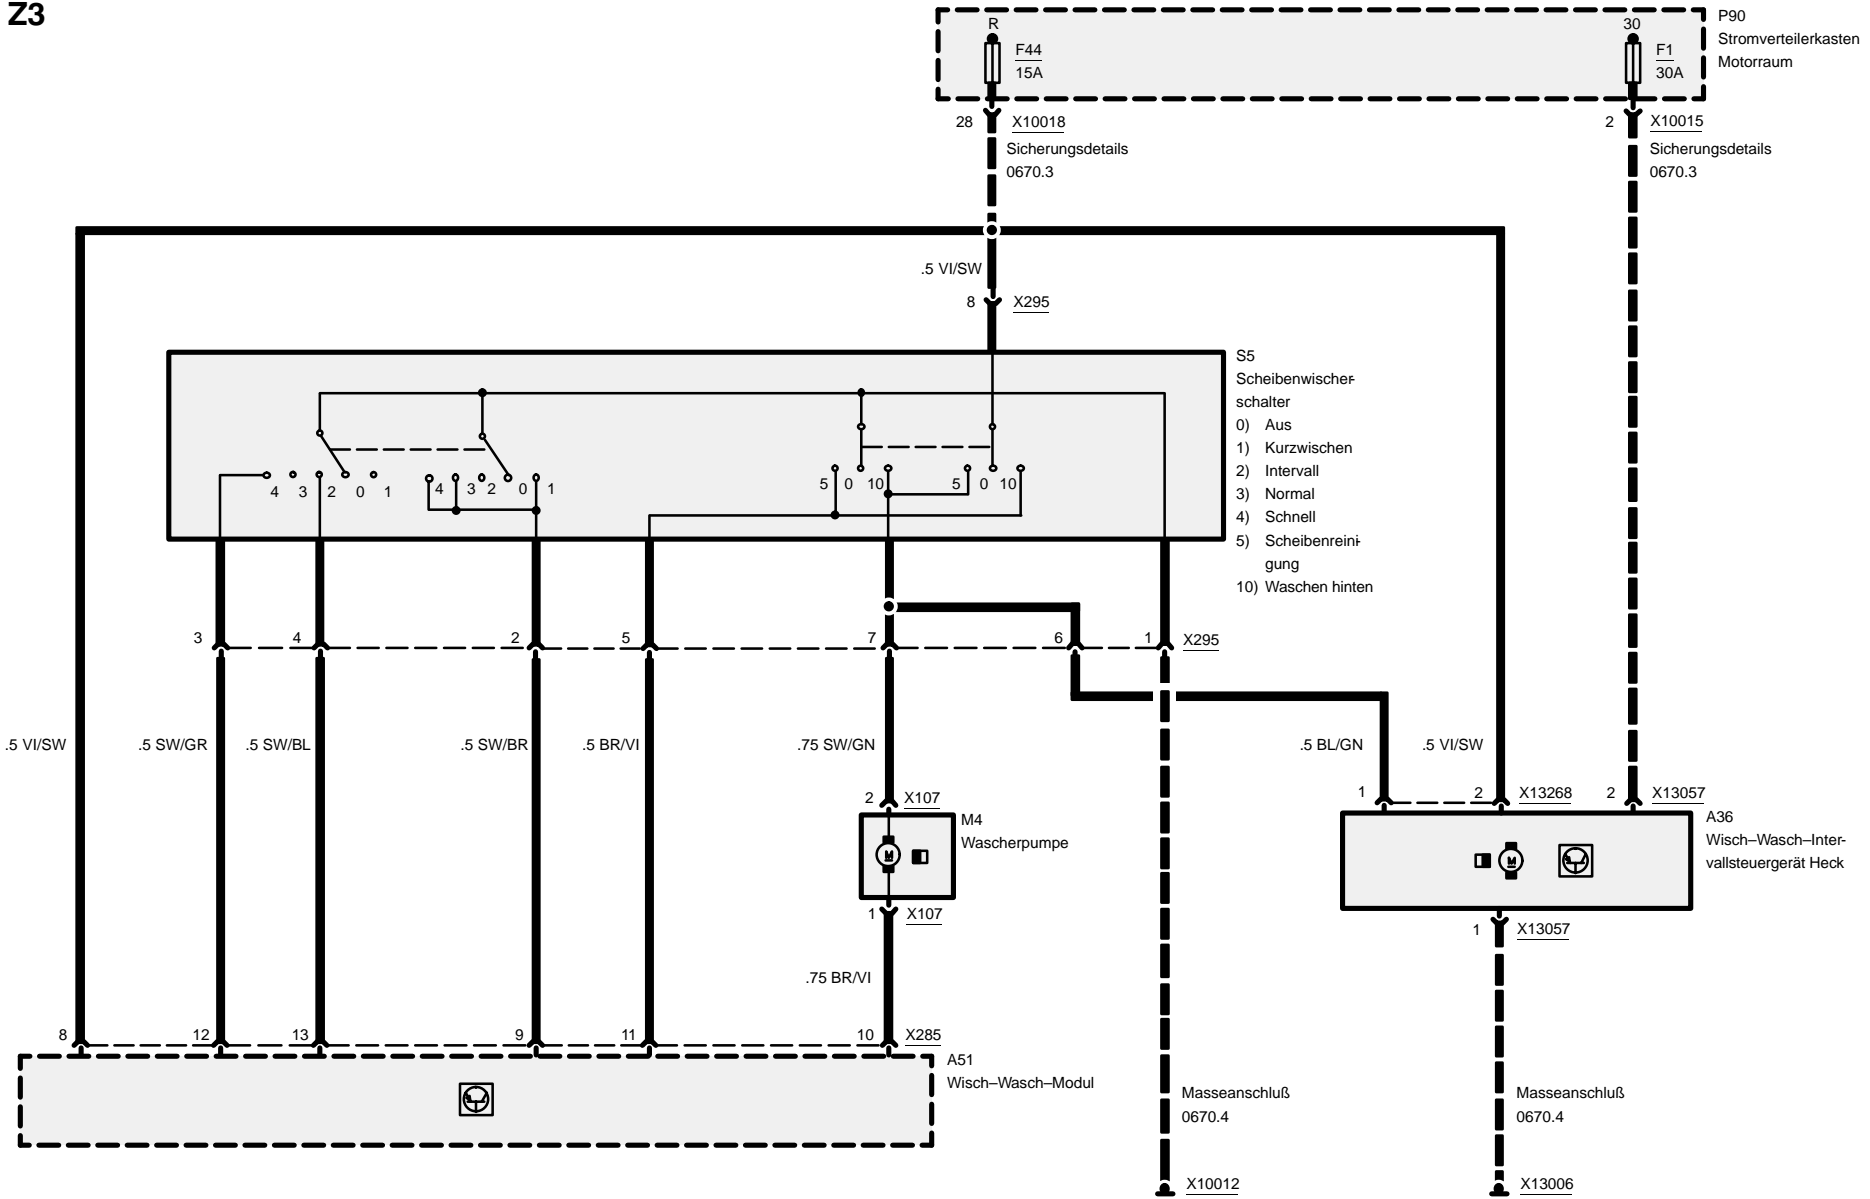 Z3
R
F44
15A
30
F1
30A
P90
Stromverteilerkasten
Motorraum
28 X10018
Sicherungsdetails
0670.3
2 X10015
Sicherungsdetails
0670.3
.5 VI/SW
8 X295
S5
Scheibenwischer-
schalter
0) Aus
1) Kurzwischen
2) Intervall
3) Normal
4) Schnell
5) Scheibenreini-
gung
10) Waschen hinten
4 3 2 0 1
4 3 2 0 1
5 0 10
5 0 10
3 4 2 5 7 6 1 X295
.5 VI/SW .5 SW/GR .5 SW/BL .5 SW/BR .5 BR/VI .75 SW/GN .5 BL/GN .5 VI/SW
2 X107
M4
Wascherpumpe
M
1 X107
.75 BR/VI
1 2 X13268 2 X13057
A36
Wisch–Wasch–Inter-
vallsteuergerät Heck
M
1 X13057
8 12 13 9 11 10 X285
A51
Wisch–Wasch–Modul
Masseanschluß
0670.4
X10012
Masseanschluß
0670.4
X13006